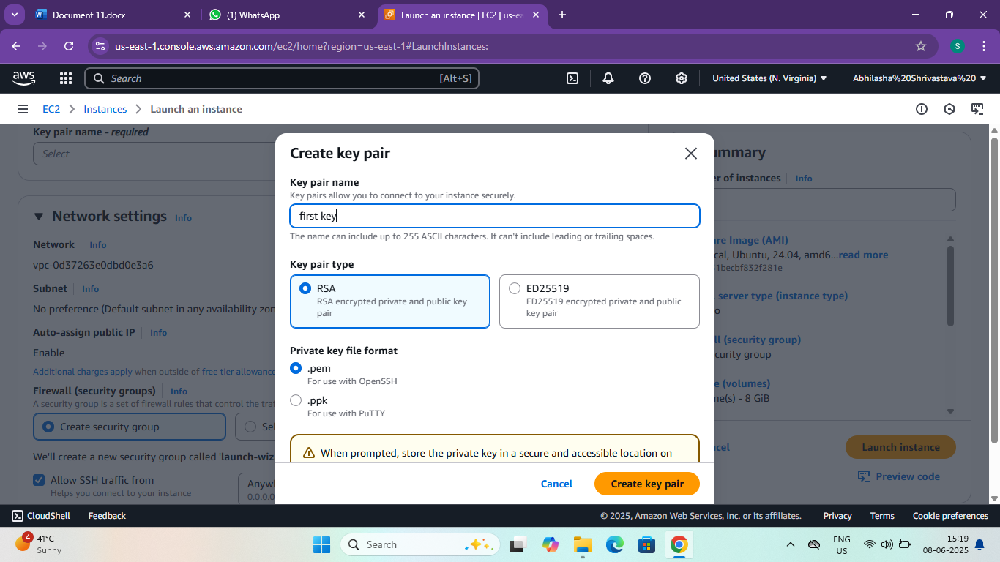 Document 11.docx
(1) WhatsApp
Launch an instance | EC2 | us-ea
us-east-1.console.aws.amazon.com/ec2/home?region=us-east-1#LaunchInstances:
S
aws
Search
[Alt+S]
United States (N. Virginia)
Abhilasha%20Shrivastava%20
EC2
Instances
Launch an instance
Key pair name - required
Select
Network settings Info
Network Info
vpc-0d37263e0dbd0e3a6
Subnet Info
No preference (Default subnet in any availability zon
Auto-assign public IP Info
Enable
Additional charges apply when outside of free tier allowance
Firewall (security groups) Info
A security group is a set of firewall rules that control the traf
Create security group
Sel
We'll create a new security group called 'launch-wiza
Allow SSH traffic from
Helps you connect to your instance
Anywh
0.0.0.0
Create key pair
Key pair name
Key pairs allow you to connect to your instance securely.
first key
The name can include up to 255 ASCII characters. It can't include leading or trailing spaces.
Key pair type
RSA
RSA encrypted private and public key
pair
ED25519
ED25519 encrypted private and public
key pair
Private key file format
.pem
For use with OpenSSH
.ppk
For use with PuTTY
When prompted, store the private key in a secure and accessible location on
Cancel
Create key pair
ummary
er of instances Info
re Image (AMI)
cal, Ubuntu, 24.04, amd6...read more
1becbf832f281e
server type (instance type)
o
ll (security group)
curity group
e (volumes)
me(s) - 8 GiB
cel
Launch instance
Preview code
CloudShell
Feedback
© 2025, Amazon Web Services, Inc. or its affiliates.
Privacy
Terms
Cookie preferences
4
41°C
Sunny
Search
ENG
US
15:19
08-06-2025